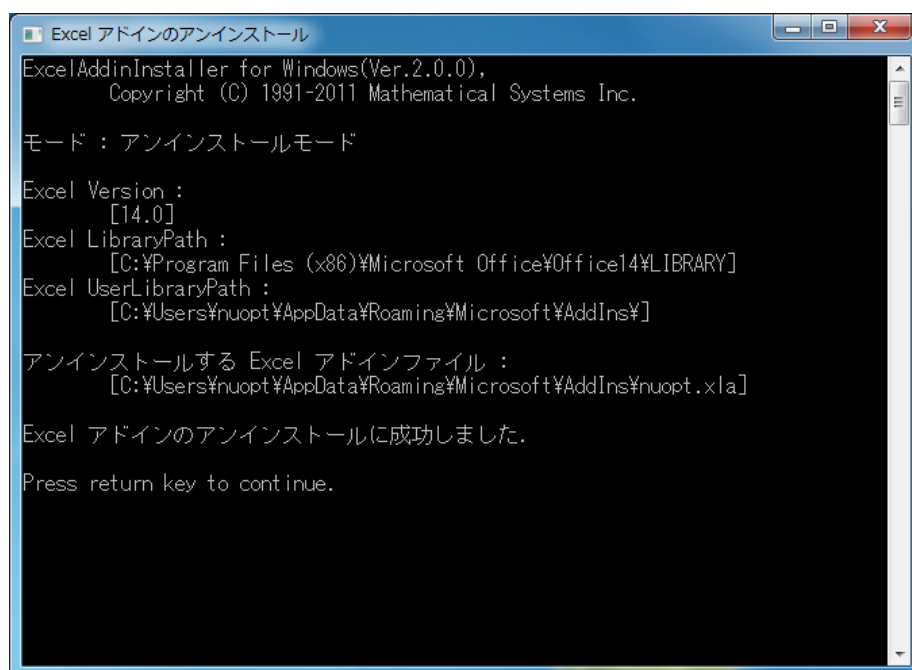 Excel アドインのアンインストール
ExcelAddinInstaller for Windows(Ver.2.0.0),
Copyright (C) 1991-2011 Mathematical Systems Inc.
モード : アンインストールモード
Excel Version :
[14.0]
Excel LibraryPath :
[C:¥Program Files (x86)¥Microsoft Office¥Office14¥LIBRARY]
Excel UserLibraryPath :
[C:¥Users¥nuopt¥AppData¥Roaming¥Microsoft¥AddIns¥]
アンインストールする Excel アドインファイル :
[C:¥Users¥nuopt¥AppData¥Roaming¥Microsoft¥AddIns¥nuopt.xla]
Excel アドインのアンインストールに成功しました.
Press return key to continue.